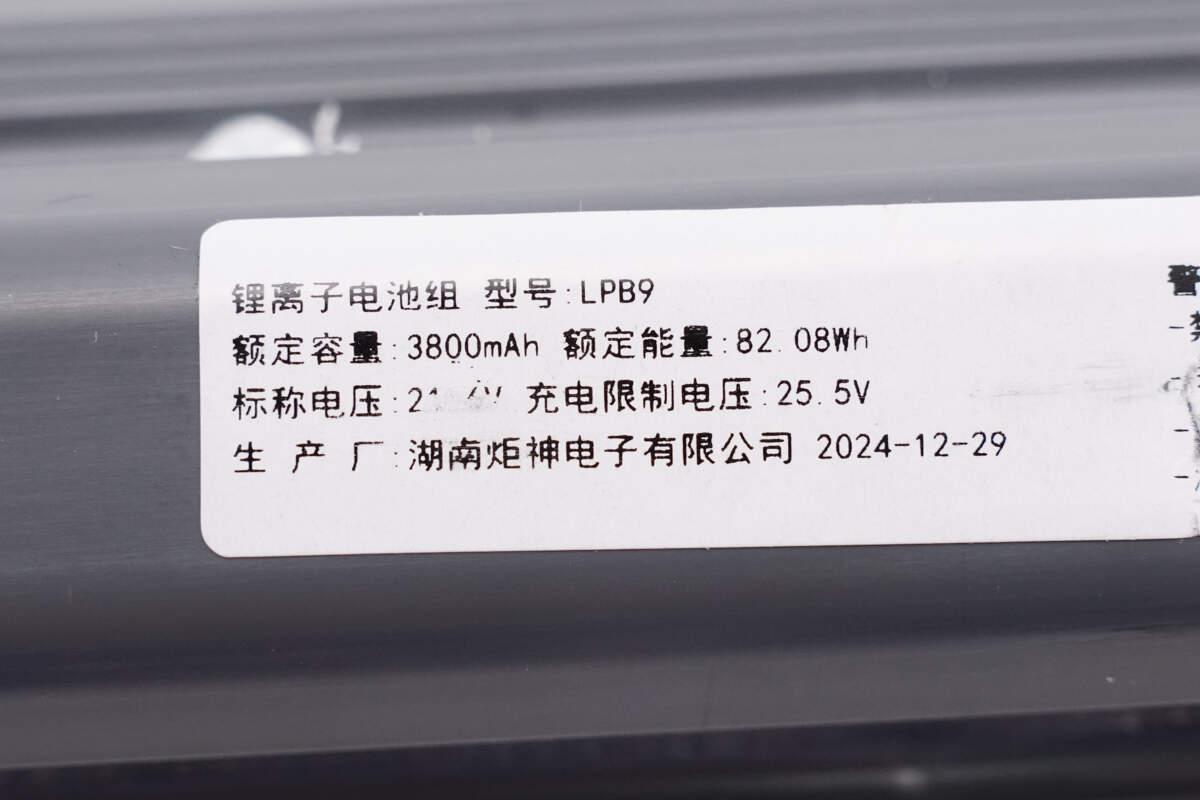 锂离子电池组 型号:LPB9
额定容量:3800mAh 额定能量:82.08Wh
标称电压: 充电限制电压:25.5V
生 产 厂:湖南炬神电子有限公司 2024-12-29
警